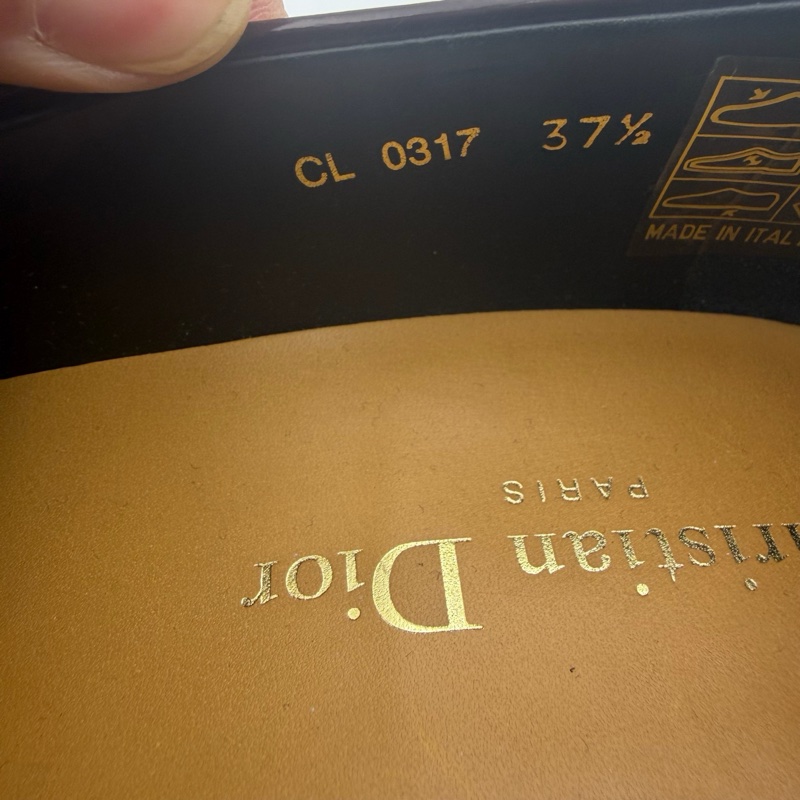 CL 0317 37½
MADE IN ITAL
ristian Dior
PARIS